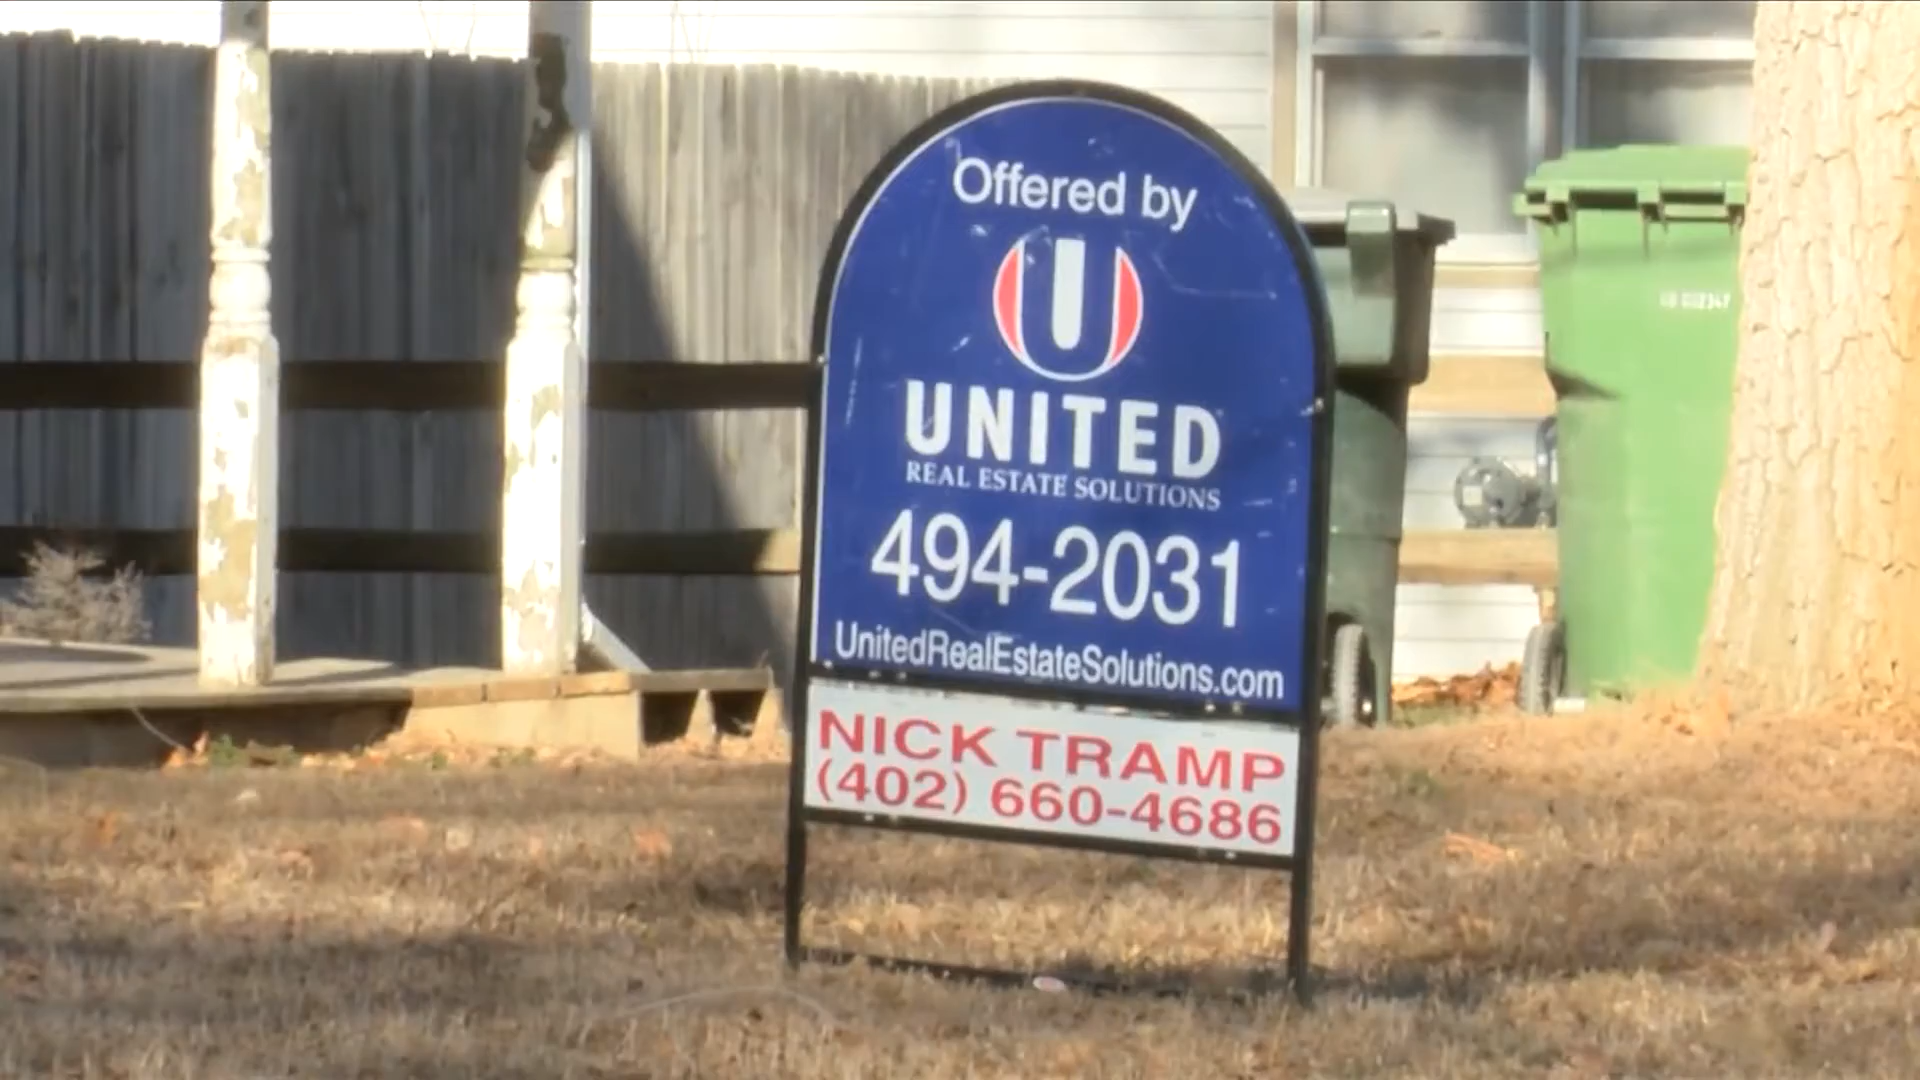 Offered by
U
UNITED
REAL ESTATE SOLUTIONS
494-2031
UnitedRealEstateSolutions.com
NICK TRAMP
(402) 660-4686